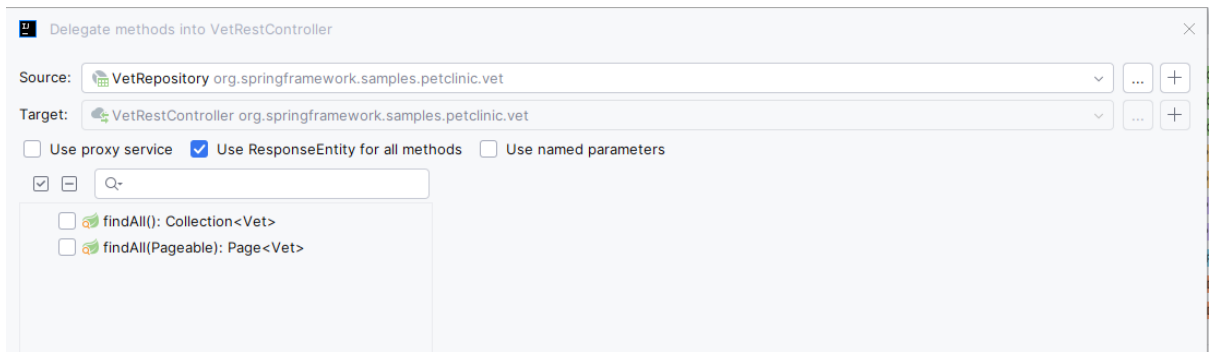 Delegate methods into VetRestController
Source: VetRepository org.springframework.samples.petclinic.vet ...
Target: VetRestController org.springframework.samples.petclinic.vet ...
Use proxy service Use ResponseEntity for all methods Use named parameters
findAll(): Collection<Vet>
findAll(Pageable): Page<Vet>